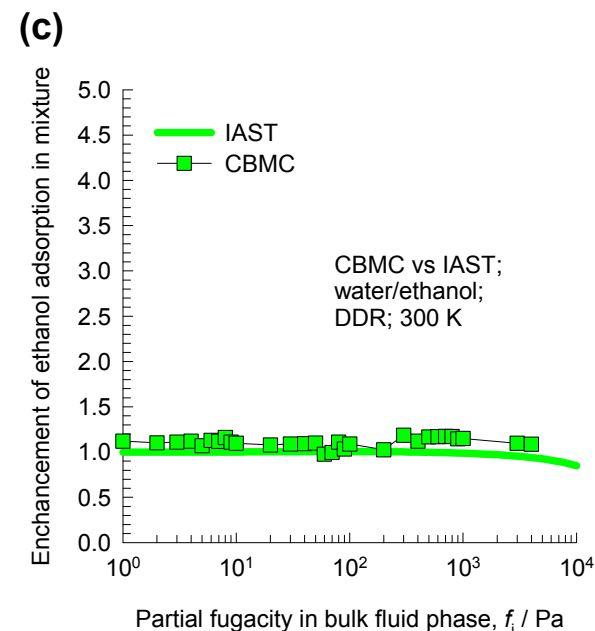 (c)
Enchancement of ethanol adsorption in mixture
5.0
4.5
4.0
3.5
3.0
2.5
2.0
1.5
1.0
0.5
0.0
IAST
CBMC
CBMC vs IAST;
water/ethanol;
DDR; 300 K
10⁰ 10¹ 10² 10³ 10⁴
Partial fugacity in bulk fluid phase, fᵢ / Pa